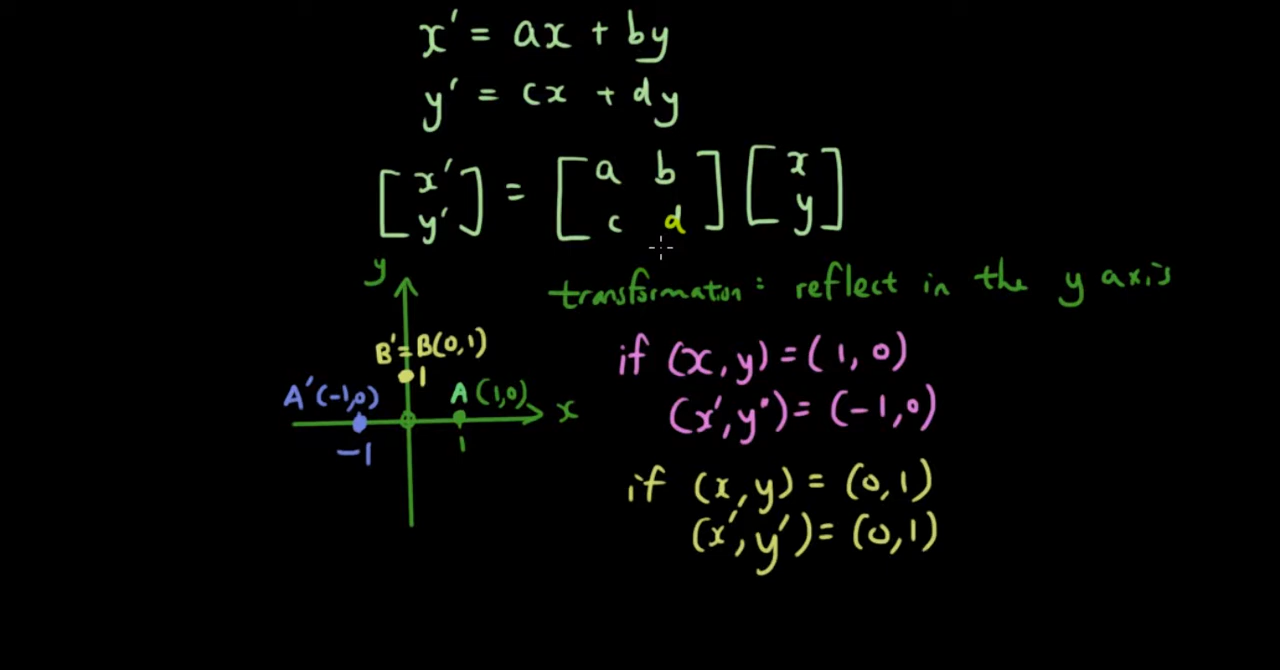 x' = ax + by
y' = cx + dy
[x' y'] = [a b c d] [x y]
y
transformaton: reflect in the y axis
B' = B(0,1)
1
if (x,y) = (1,0)
A'(-1,0)
A (1,0)
x
(x',y') = (-1,0)
-1
1
if (x,y) = (0,1)
(x',y') = (0,1)